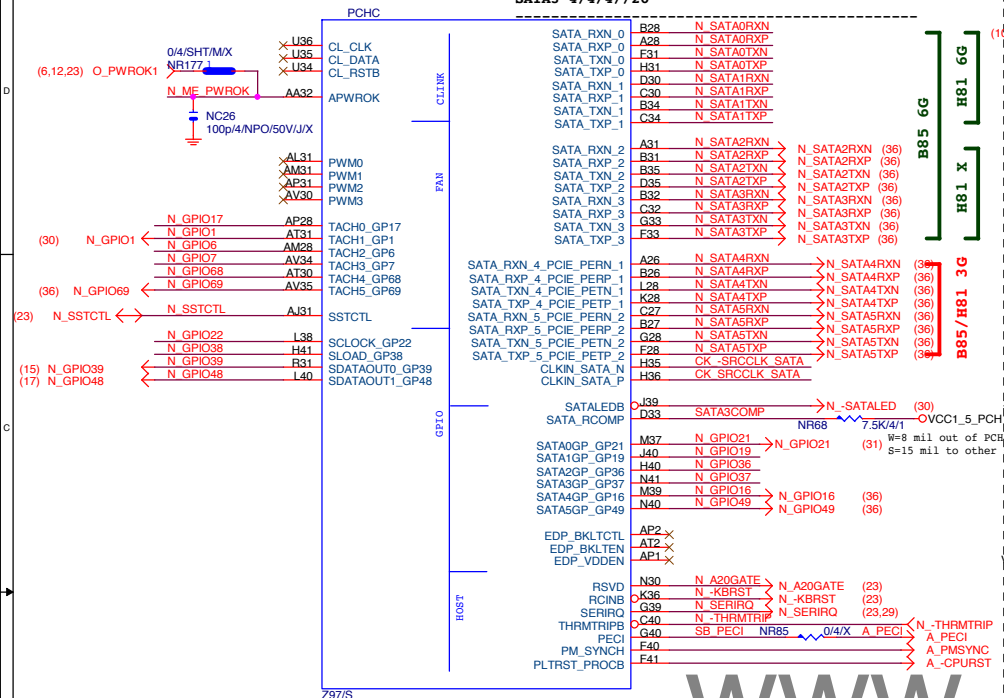 SATA3 4/4/4//20
PCHC
D
C
(6,12,23) O_PWROK1
0/4/SHT/M/X
NR177
N_ME_PWROK
NC26
100p/4/NPO/50V/J/X
U36 CL_CLK
U35 CL_DATA
U34 CL_RSTB
AA32 APWROK
CLINK
AL31 PWM0
AM31 PWM1
AP31 PWM2
AV30 PWM3
FAN
N_GPIO17 AP28 TACH0_GP17
(30) N_GPIO1 N_GPIO1 AT31 TACH1_GP1
N_GPIO6 AM28 TACH2_GP6
N_GPIO7 AV34 TACH3_GP7
N_GPIO68 AT30 TACH4_GP68
(36) N_GPIO69 N_GPIO69 AV35 TACH5_GP69
(23) N_SSTCTL N_SSTCTL AJ31 SSTCTL
N_GPIO22 L38 SCLOCK_GP22
N_GPIO38 H41 SLOAD_GP38
(15) N_GPIO39 N_GPIO39 R31 SDATAOUT0_GP39
(17) N_GPIO48 N_GPIO48 L40 SDATAOUT1_GP48
GPIO
HOST
SATA_RXN_0 B28 N_SATA0RXN
SATA_RXP_0 A28 N_SATA0RXP
SATA_TXN_0 F31 N_SATA0TXN
SATA_TXP_0 H31 N_SATA0TXP
SATA_RXN_1 D30 N_SATA1RXN
SATA_RXP_1 C30 N_SATA1RXP
SATA_TXN_1 B34 N_SATA1TXN
SATA_TXP_1 C34 N_SATA1TXP
SATA_RXN_2 A31 N_SATA2RXN N_SATA2RXN (36)
SATA_RXP_2 B31 N_SATA2RXP N_SATA2RXP (36)
SATA_TXN_2 B35 N_SATA2TXN N_SATA2TXN (36)
SATA_TXP_2 D35 N_SATA2TXP N_SATA2TXP (36)
SATA_RXN_3 B32 N_SATA3RXN N_SATA3RXN (36)
SATA_RXP_3 C32 N_SATA3RXP N_SATA3RXP (36)
SATA_TXN_3 G33 N_SATA3TXN N_SATA3TXN (36)
SATA_TXP_3 F33 N_SATA3TXP N_SATA3TXP (36)
B85 6G
H81 6G
H81 X
SATA_RXN_4_PCIE_PERN_1 A26 N_SATA4RXN N_SATA4RXN (36)
SATA_RXP_4_PCIE_PERP_1 B26 N_SATA4RXP N_SATA4RXP (36)
SATA_TXN_4_PCIE_PETN_1 L28 N_SATA4TXN N_SATA4TXN (36)
SATA_TXP_4_PCIE_PETP_1 K28 N_SATA4TXP N_SATA4TXP (36)
SATA_RXN_5_PCIE_PERN_2 C27 N_SATA5RXN N_SATA5RXN (36)
SATA_RXP_5_PCIE_PERP_2 B27 N_SATA5RXP N_SATA5RXP (36)
SATA_TXN_5_PCIE_PETN_2 G28 N_SATA5TXN N_SATA5TXN (36)
SATA_TXP_5_PCIE_PETP_2 F28 N_SATA5TXP N_SATA5TXP (36)
B85/H81 3G
CLKIN_SATA_N H35 CK_-SRCCLK_SATA
CLKIN_SATA_P H36 CK_SRCCLK_SATA
SATALEDB J39 N_-SATALED (30)
SATA_RCOMP D33 SATA3COMP NR68 7.5K/4/1 VCC1_5_PCH
W=8 mil out of PCH
S=15 mil to other
SATA0GP_GP21 M37 N_GPIO21 N_GPIO21 (31)
SATA1GP_GP19 J40 N_GPIO19
SATA2GP_GP36 H40 N_GPIO36
SATA3GP_GP37 N41 N_GPIO37
SATA4GP_GP16 M39 N_GPIO16 N_GPIO16 (36)
SATA5GP_GP49 N40 N_GPIO49 N_GPIO49 (36)
EDP_BKLTCTL AP2
EDP_BKLTEN AT2
EDP_VDDEN AP1
RSVD N30 N_A20GATE N_A20GATE (23)
RCINB K36 N_-KBRST N_-KBRST (23)
SERIRQ G39 N_SERIRQ N_SERIRQ (23,29)
THRMTRIPB C40 N_-THRMTRIP N_-THRMTRIP
PECI G40 SB_PECI NR85 0/4/X A_PECI A_PECI
PM_SYNCH F40 A_PMSYNC
PLTRST_PROCB F41 A_-CPURST
Z97/S
WWW